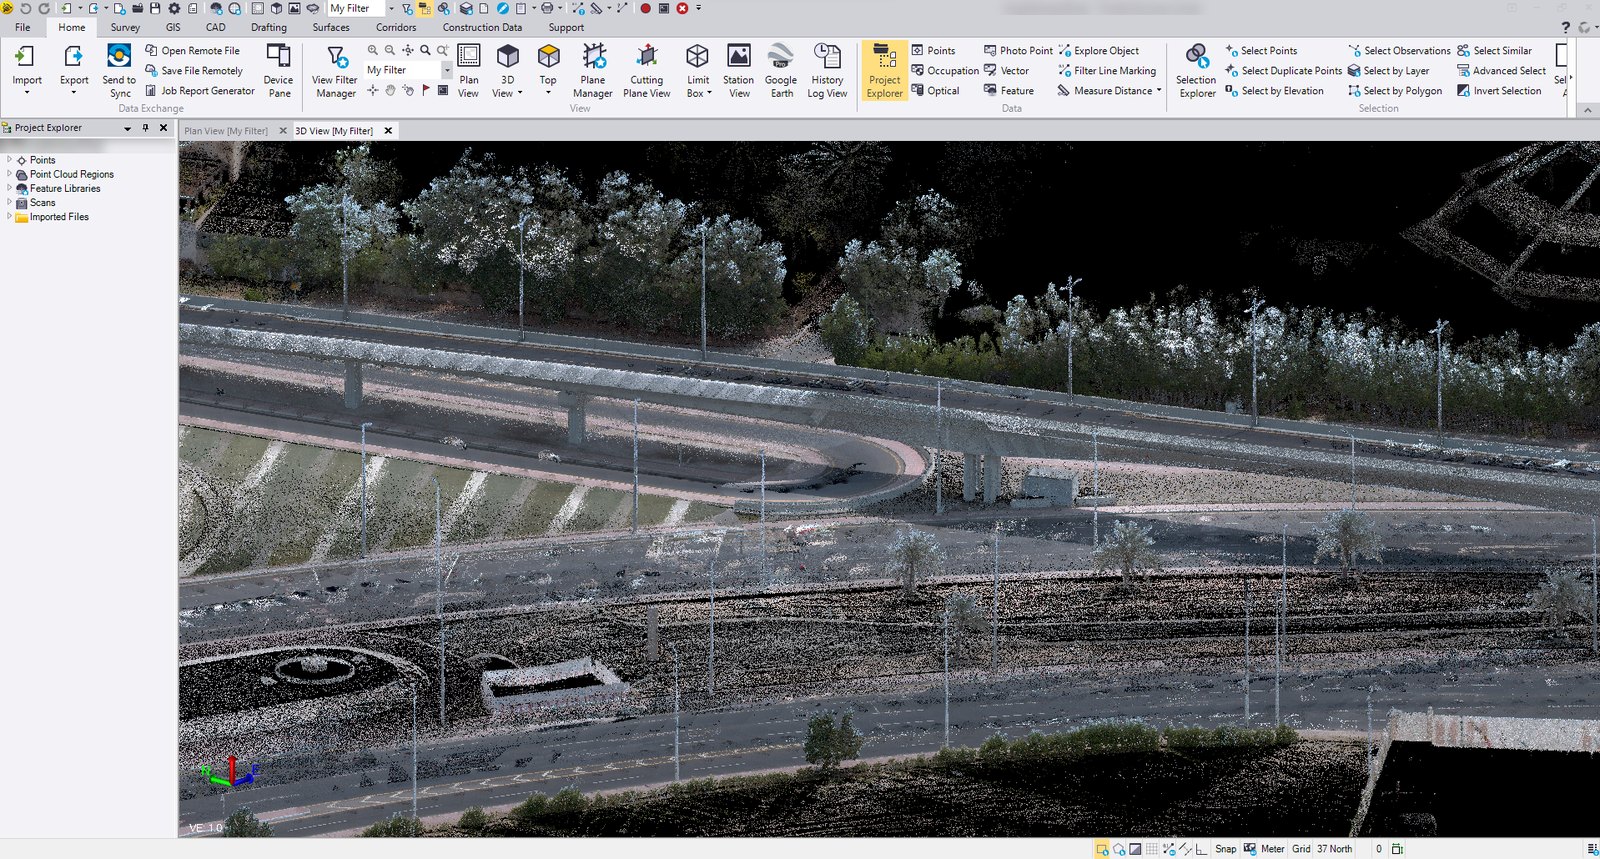 My Filter
File Home Survey GIS CAD Drafting Surfaces Corridors Construction Data Support
Import
Export
Send to Sync
Open Remote File
Save File Remotely
Job Report Generator
Device Pane
Data Exchange
View Filter Manager
My Filter
Plan View
3D View
Top
Plane Manager
Cutting Plane View
Limit Box
Station View
Google Earth
History Log View
View
Project Explorer
Points
Occupation
Optical
Photo Point
Vector
Feature
Explore Object
Filter Line Marking
Measure Distance
Data
Selection Explorer
Select Points
Select Duplicate Points
Select by Elevation
Select Observations
Select by Layer
Select by Polygon
Select Similar
Advanced Select
Invert Selection
Selection
Project Explorer
Plan View [My Filter]
3D View [My Filter]
Points
Point Cloud Regions
Feature Libraries
Scans
Imported Files
N E
VE: 1.0
Snap Meter Grid 37 North 0